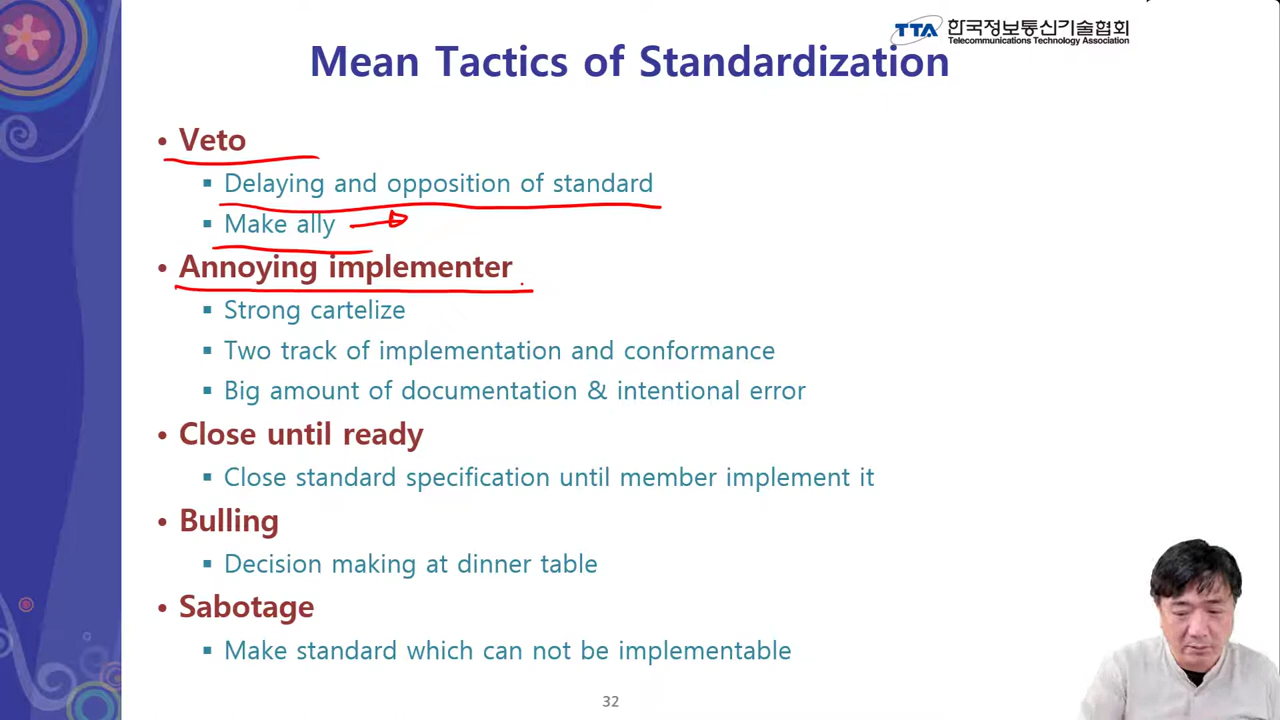 TTA 한국정보통신기술협회
Telecommunications Technology Association
Mean Tactics of Standardization
• Veto
▪ Delaying and opposition of standard
▪ Make ally
• Annoying implementer
▪ Strong cartelize
▪ Two track of implementation and conformance
▪ Big amount of documentation & intentional error
• Close until ready
▪ Close standard specification until member implement it
• Bulling
▪ Decision making at dinner table
• Sabotage
▪ Make standard which can not be implementable
32